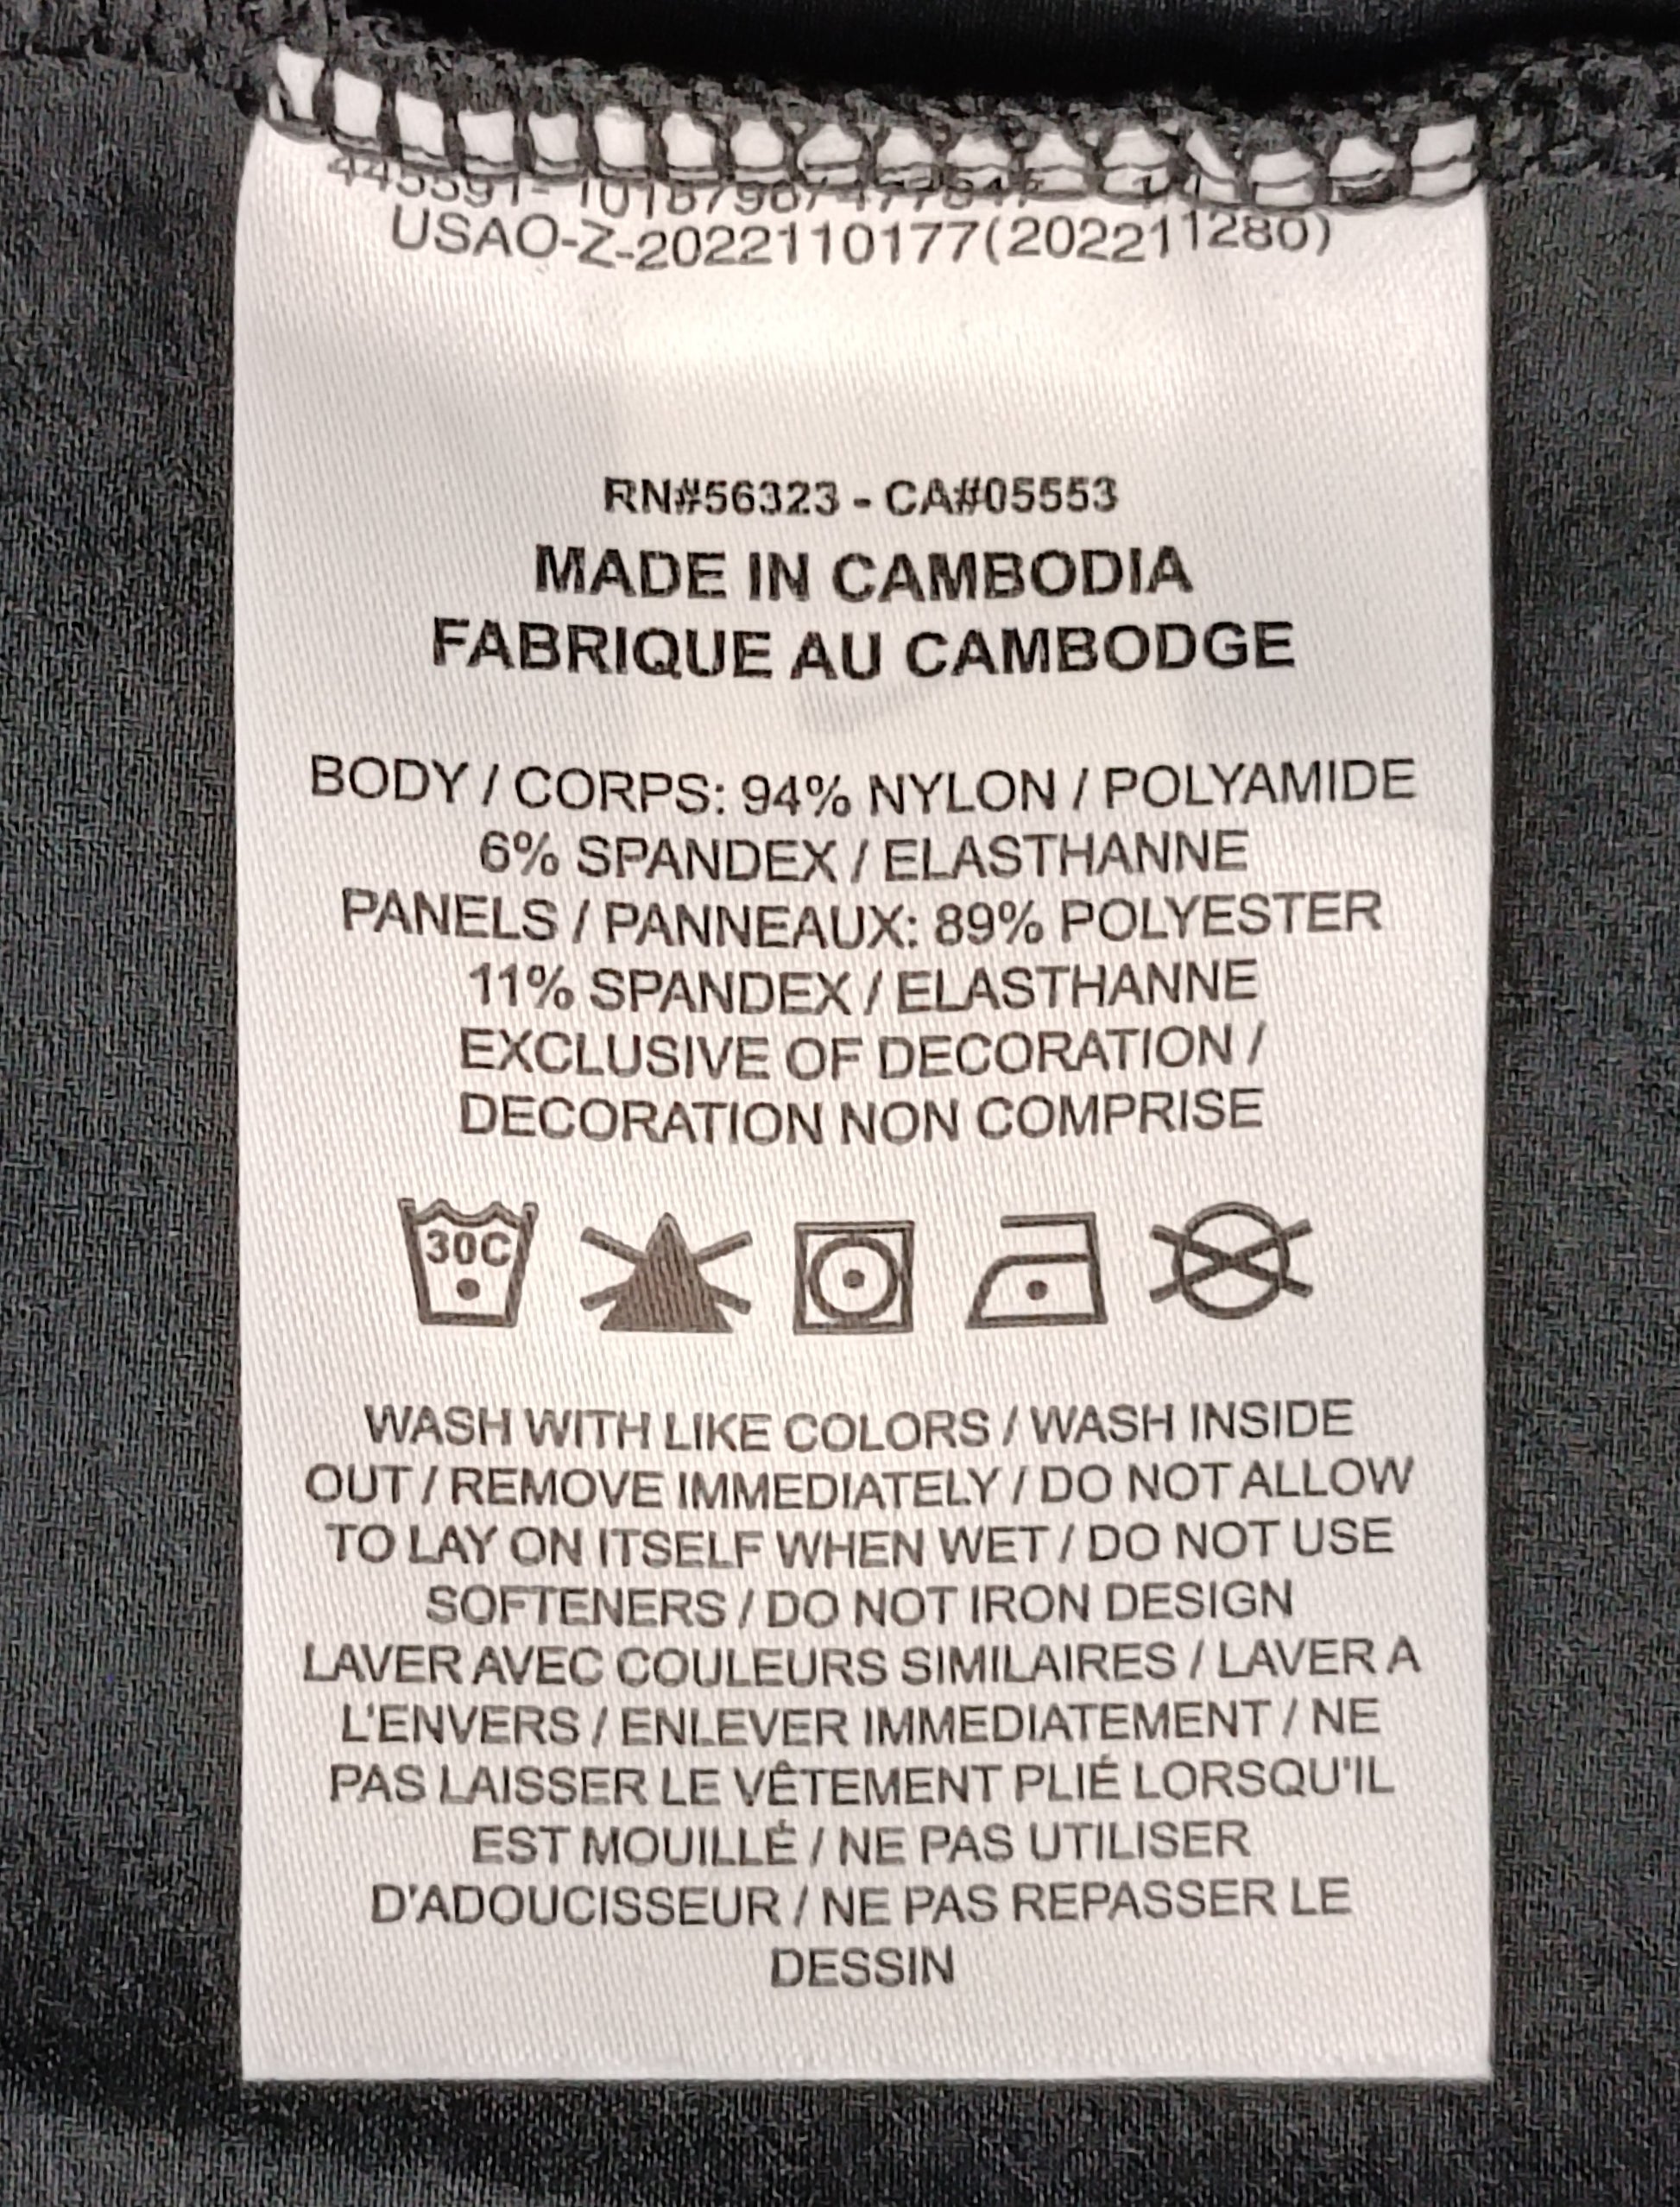 USAO-Z-2022110177(202211280)
RN#56323 - CA#05553
MADE IN CAMBODIA
FABRIQUE AU CAMBODGE
BODY / CORPS: 94% NYLON / POLYAMIDE
6% SPANDEX / ELASTHANNE
PANELS / PANNEAUX: 89% POLYESTER
11% SPANDEX / ELASTHANNE
EXCLUSIVE OF DECORATION /
DECORATION NON COMPRISE
30C
WASH WITH LIKE COLORS / WASH INSIDE
OUT / REMOVE IMMEDIATELY / DO NOT ALLOW
TO LAY ON ITSELF WHEN WET / DO NOT USE
SOFTENERS / DO NOT IRON DESIGN
LAVER AVEC COULEURS SIMILAIRES / LAVER A
L'ENVERS / ENLEVER IMMEDIATEMENT / NE
PAS LAISSER LE VÊTEMENT PLIÉ LORSQU'IL
EST MOUILLÉ / NE PAS UTILISER
D'ADOUCISSEUR / NE PAS REPASSER LE
DESSIN